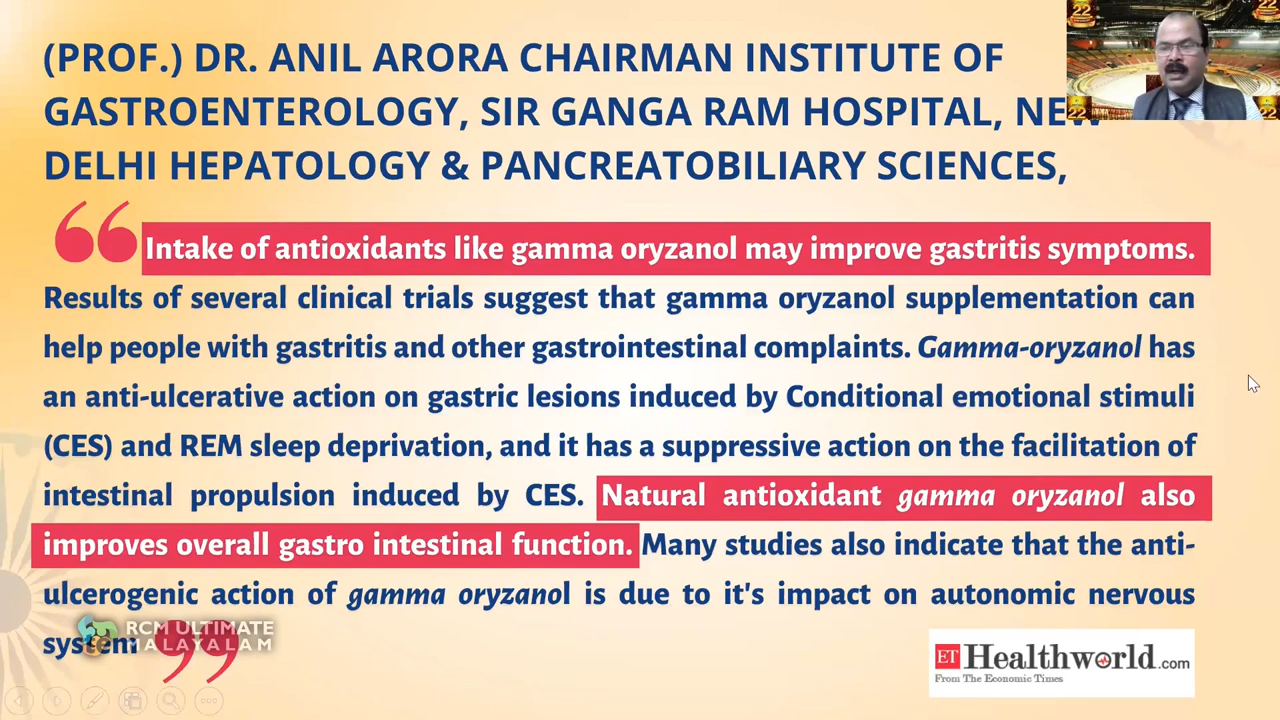 (PROF.) DR. ANIL ARORA CHAIRMAN INSTITUTE OF
GASTROENTEROLOGY, SIR GANGA RAM HOSPITAL, NEW
DELHI HEPATOLOGY & PANCREATOBILIARY SCIENCES,
22
22
22
22
“Intake of antioxidants like gamma oryzanol may improve gastritis symptoms.
Results of several clinical trials suggest that gamma oryzanol supplementation can
help people with gastritis and other gastrointestinal complaints. Gamma-oryzanol has
an anti-ulcerative action on gastric lesions induced by Conditional emotional stimuli
(CES) and REM sleep deprivation, and it has a suppressive action on the facilitation of
intestinal propulsion induced by CES. Natural antioxidant gamma oryzanol also
improves overall gastro intestinal function. Many studies also indicate that the anti-
ulcerogenic action of gamma oryzanol is due to it's impact on autonomic nervous
system”
RCM ULTIMATE
MALAYALAM
ET Healthworld.com
From The Economic Times